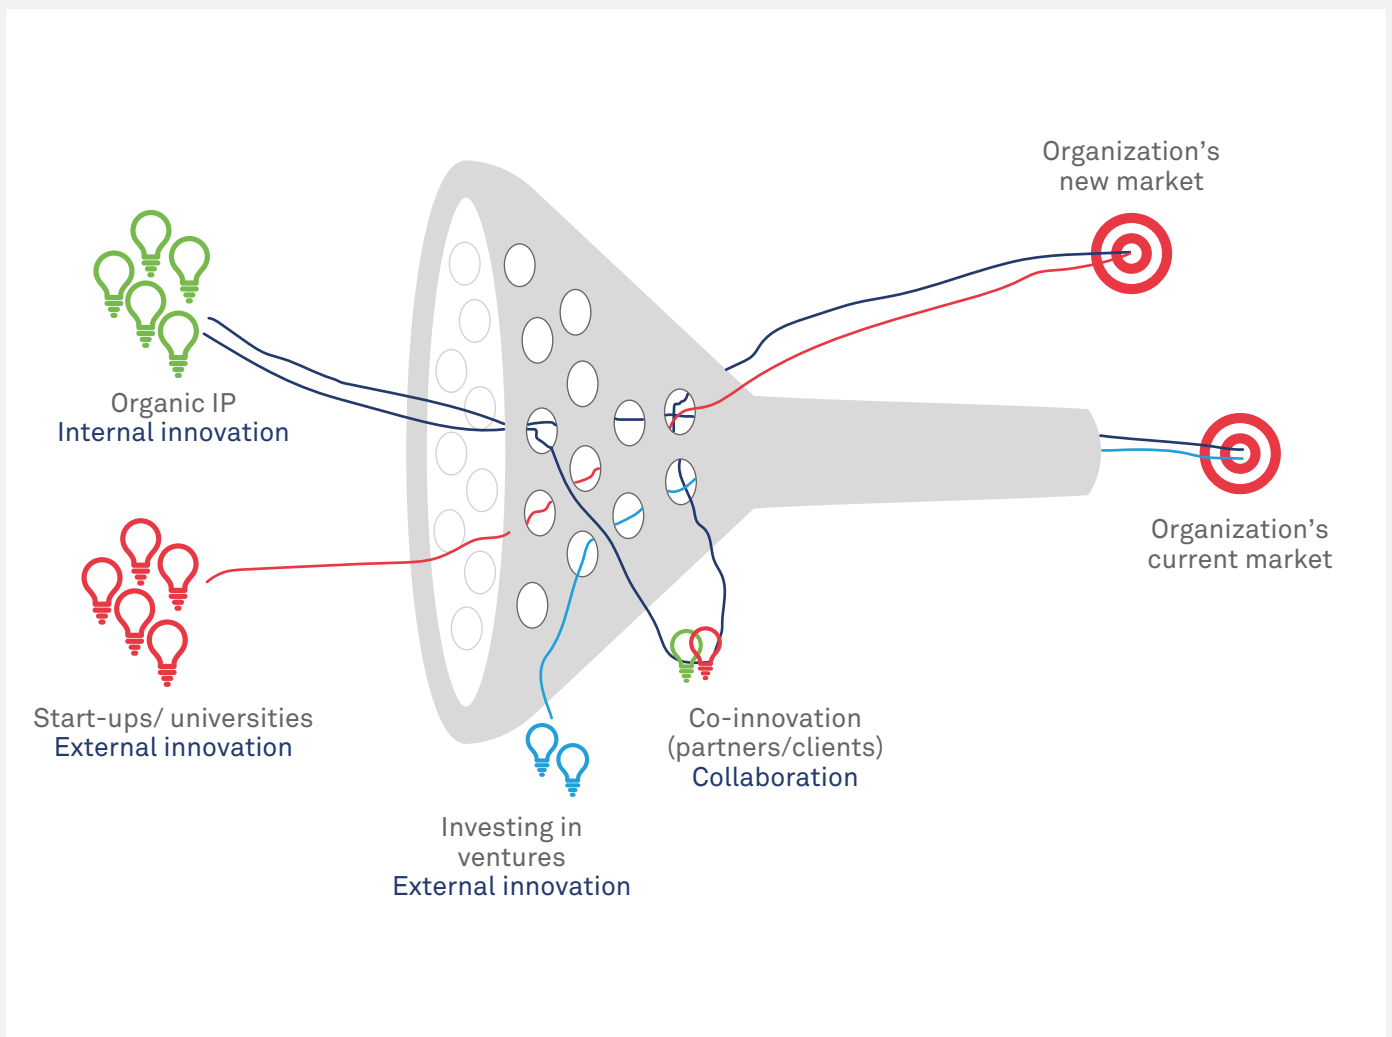 Organization’s
new market
Organic IP
Internal innovation
Organization’s
current market
Start-ups/ universities
External innovation
Co-innovation
(partners/clients)
Collaboration
Investing in
ventures
External innovation